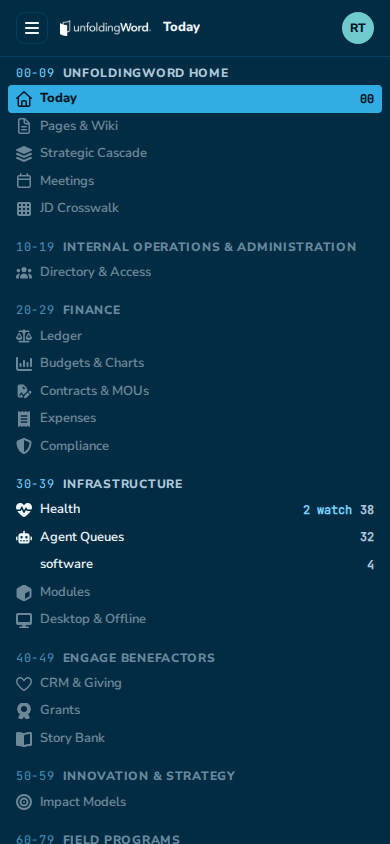 unfoldingWord. Today RT
00-09 UNFOLDINGWORD HOME
Today 00
Pages & Wiki
Strategic Cascade
Meetings
JD Crosswalk
10-19 INTERNAL OPERATIONS & ADMINISTRATION
Directory & Access
20-29 FINANCE
Ledger
Budgets & Charts
Contracts & MOUs
Expenses
Compliance
30-39 INFRASTRUCTURE
Health 2 watch 38
Agent Queues 32
software 4
Modules
Desktop & Offline
40-49 ENGAGE BENEFACTORS
CRM & Giving
Grants
Story Bank
50-59 INNOVATION & STRATEGY
Impact Models
60-79 FIELD PROGRAMS